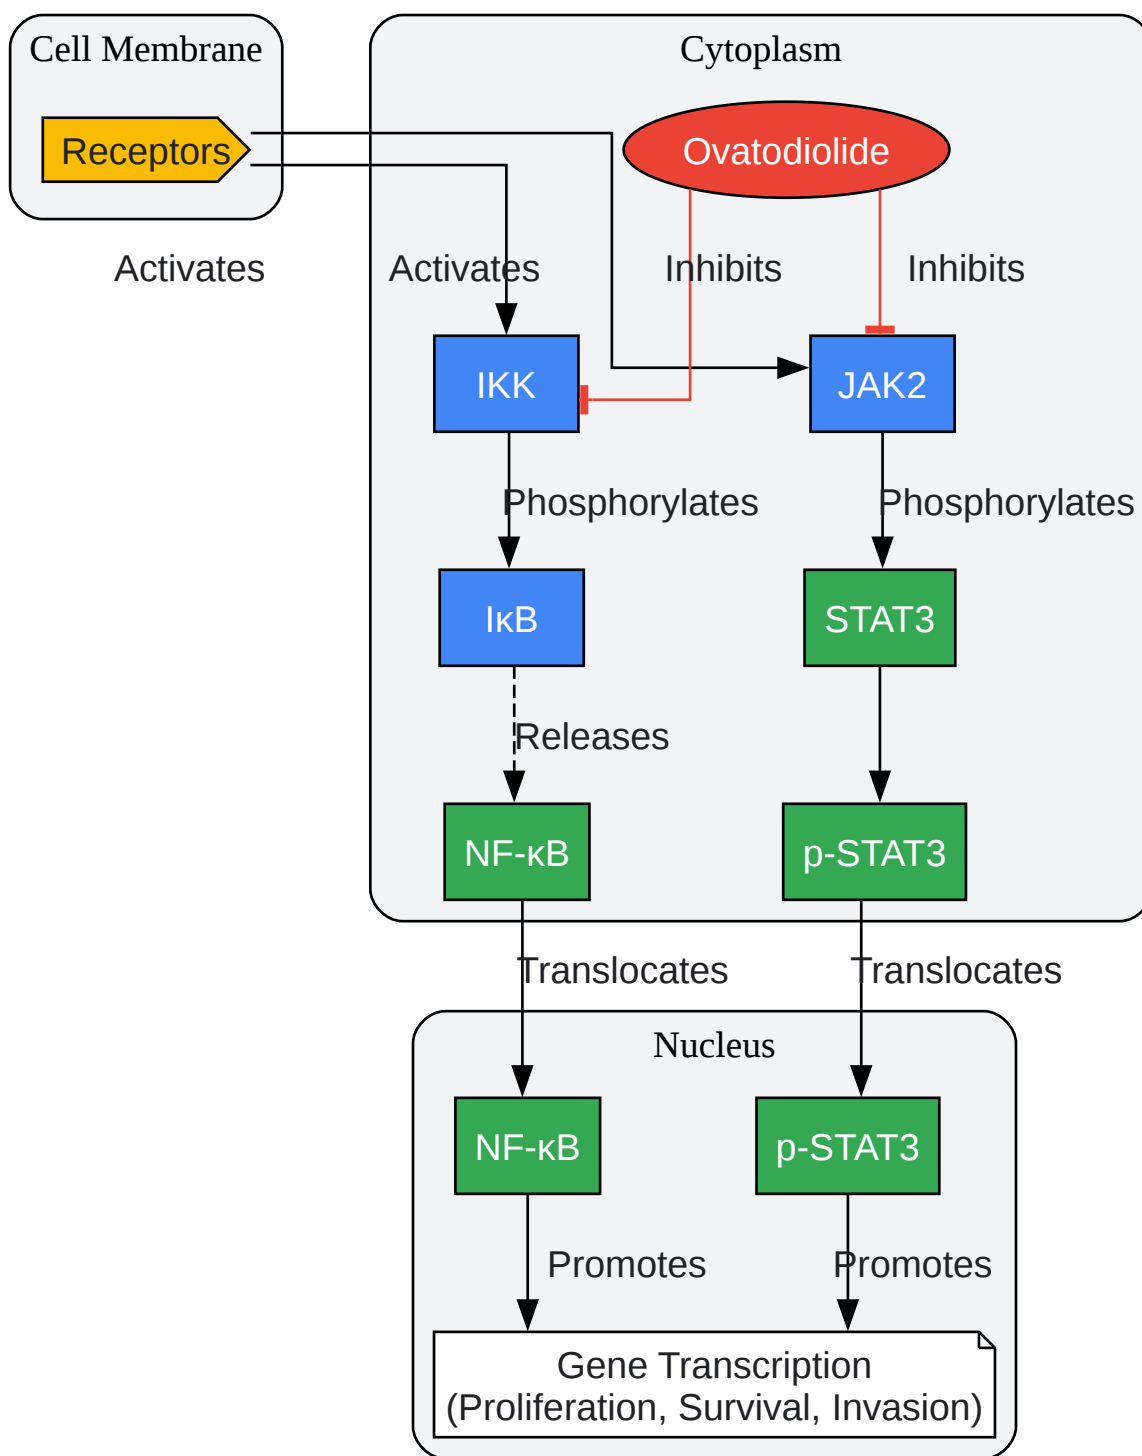 Cell Membrane
Cytoplasm
Receptors
Ovatodiolide
Activates
Activates
Inhibits
Inhibits
IKK
JAK2
Phosphorylates
Phosphorylates
IκB
STAT3
Releases
NF-κB
p-STAT3
Translocates
Translocates
Nucleus
NF-κB
p-STAT3
Promotes
Promotes
Gene Transcription
(Proliferation, Survival, Invasion)